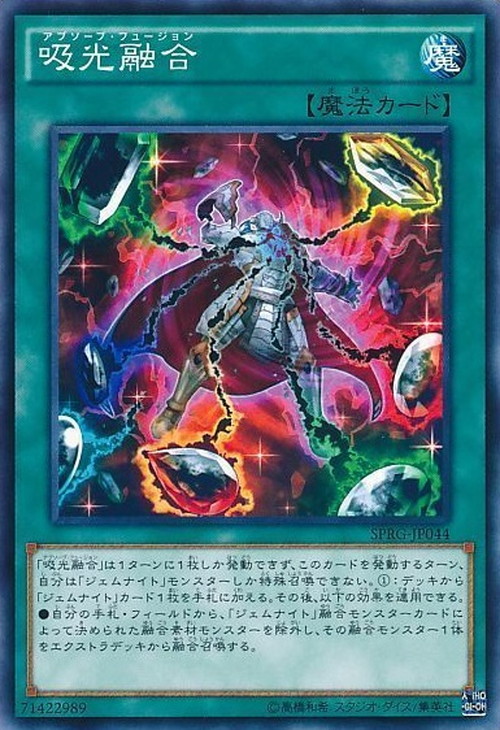 アブソーブ・フュージョン
吸光融合
魔
【魔法カード】
SPRG-JP044
「吸光融合」は1ターンに1枚しか発動できず、このカードを発動するターン、
自分は「ジェムナイト」モンスターしか特殊召喚できない。①：デッキから
「ジェムナイト」カード1枚を手札に加える。その後、以下の効果を適用できる。
●自分の手札・フィールドから、「ジェムナイト」融合モンスターカードに
よって決められた融合素材モンスターを除外し、その融合モンスター1体
をエクストラデッキから融合召喚する。
71422989
©高橋和希 スタジオ・ダイス/集英社